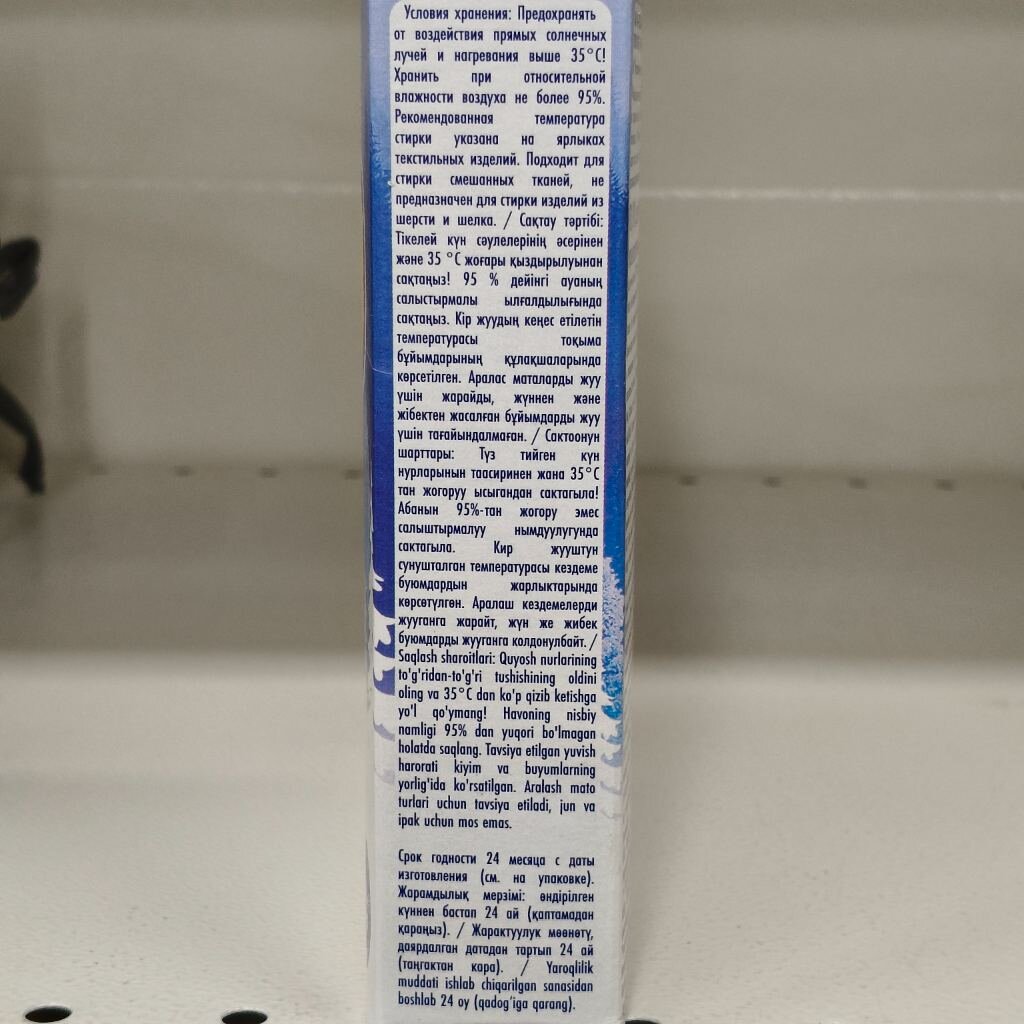 Условия хранения: Предохранять
от воздействия прямых солнечных
лучей и нагревания выше 35°С!
Хранить при относительной
влажности воздуха не более 95%.
Рекомендованная температура
стирки указана на ярлыках
текстильных изделий. Подходит для
стирки смешанных тканей, не
предназначен для стирки изделий из
шерсти и шелка. / Сақтау тәртібі:
Тікелей күн сәулелерінің әсерінен
және 35 °С жоғары қыздырылуынан
сақтаңыз! 95 % дейінгі ауаның
салыстырмалы ылғалдылығында
сақтаңыз. Кір жуудың кеңес етілетін
температурасы тоқыма
бұйымдарының құлақшаларында
көрсетілген. Аралас маталарды жуу
үшін жарайды, жүннен және
жібектен жасалған бұйымдарды жуу
үшін тағайындалмаған. / Сактоонун
шарттары: Түз тийген күн
нурларынын таасиринен жана 35°С
тан жогоруу ысыгандан сактагыла!
Абанын 95%-тан жогору эмес
салыштырмалуу нымдуулугунда
сактагыла. Кир жууштун
сунушталган температурасы кездеме
буюмдардын жарлыктарында
көрсөтүлгөн. Аралаш кездемелерди
жууганга жарайт, жүн же жибек
буюмдарды жууганга колдонулбайт. /
Saqlash sharoitlari: Quyosh nurlarining
to'g'ridan-to'g'ri tushishining oldini
oling va 35°C dan ko'p qizib ketishga
yo'l qo'ymang! Havoning nisbiy
namligi 95% dan yuqori bo'lmagan
holatda saqlang. Tavsiya etilgan yuvish
harorati kiyim va buyumlarning
yorlig'ida ko'rsatilgan. Aralash mato
turlari uchun tavsiya etiladi, jun va
ipak uchun mos emas.
Срок годности 24 месяца с даты
изготовления (см. на упаковке).
Жарамдылық мерзімі: өндірілген
күннен бастап 24 ай (қаптамадан
қараңыз). / Жарактуулук мөөнөтү,
даярдалган датадан тартып 24 ай
(таңгактан кара). / Yaroqlilik
muddati ishlab chiqarilgan sanasidan
boshlab 24 oy (qadog'iga qarang).